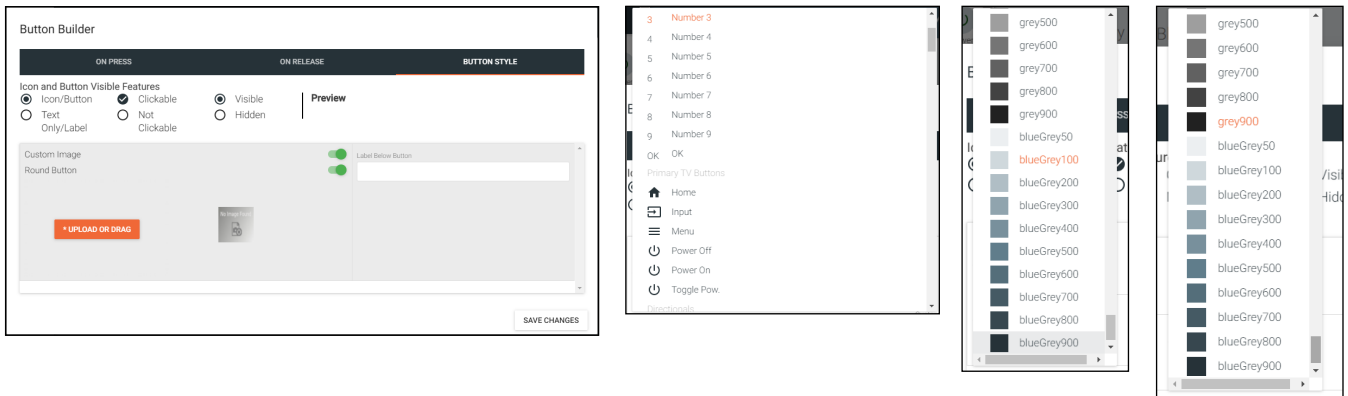 Button Builder
ON PRESS
ON RELEASE
BUTTON STYLE
Icon and Button Visible Features
Icon/Button
Clickable
Visible
Preview
Text Only/Label
Not Clickable
Hidden
Custom Image
Label Below Button
Round Button
* UPLOAD OR DRAG
No Image Found
SAVE CHANGES
3 Number 3
4 Number 4
5 Number 5
6 Number 6
7 Number 7
8 Number 8
9 Number 9
OK OK
Primary TV Buttons
Home
Input
Menu
Power Off
Power On
Toggle Pow.
Directionals
grey500
grey600
grey700
grey800
grey900
blueGrey50
blueGrey100
blueGrey200
blueGrey300
blueGrey400
blueGrey500
blueGrey600
blueGrey700
blueGrey800
blueGrey900
grey500
grey600
grey700
grey800
grey900
blueGrey50
blueGrey100
blueGrey200
blueGrey300
blueGrey400
blueGrey500
blueGrey600
blueGrey700
blueGrey800
blueGrey900